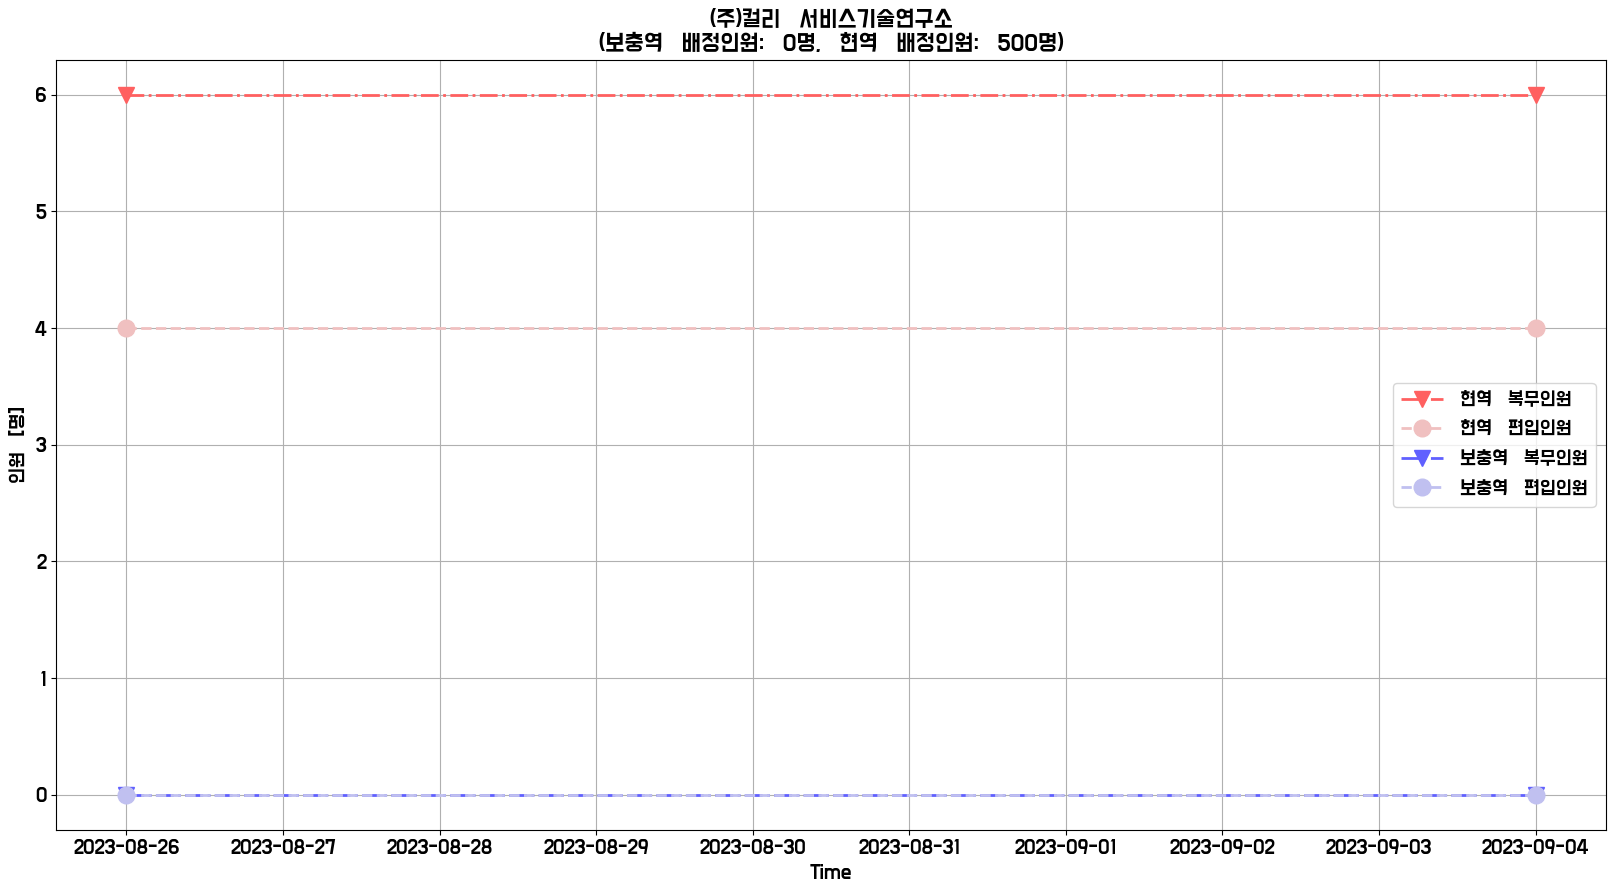 (주)컬리 서비스기술연구소
(보충역 배정인원: 0명, 현역 배정인원: 500명)
6
5
4
3
2
1
0
인원 [명]
현역 복무인원
현역 편입인원
보충역 복무인원
보충역 편입인원
2023-08-26 2023-08-27 2023-08-28 2023-08-29 2023-08-30 2023-08-31 2023-09-01 2023-09-02 2023-09-03 2023-09-04
Time